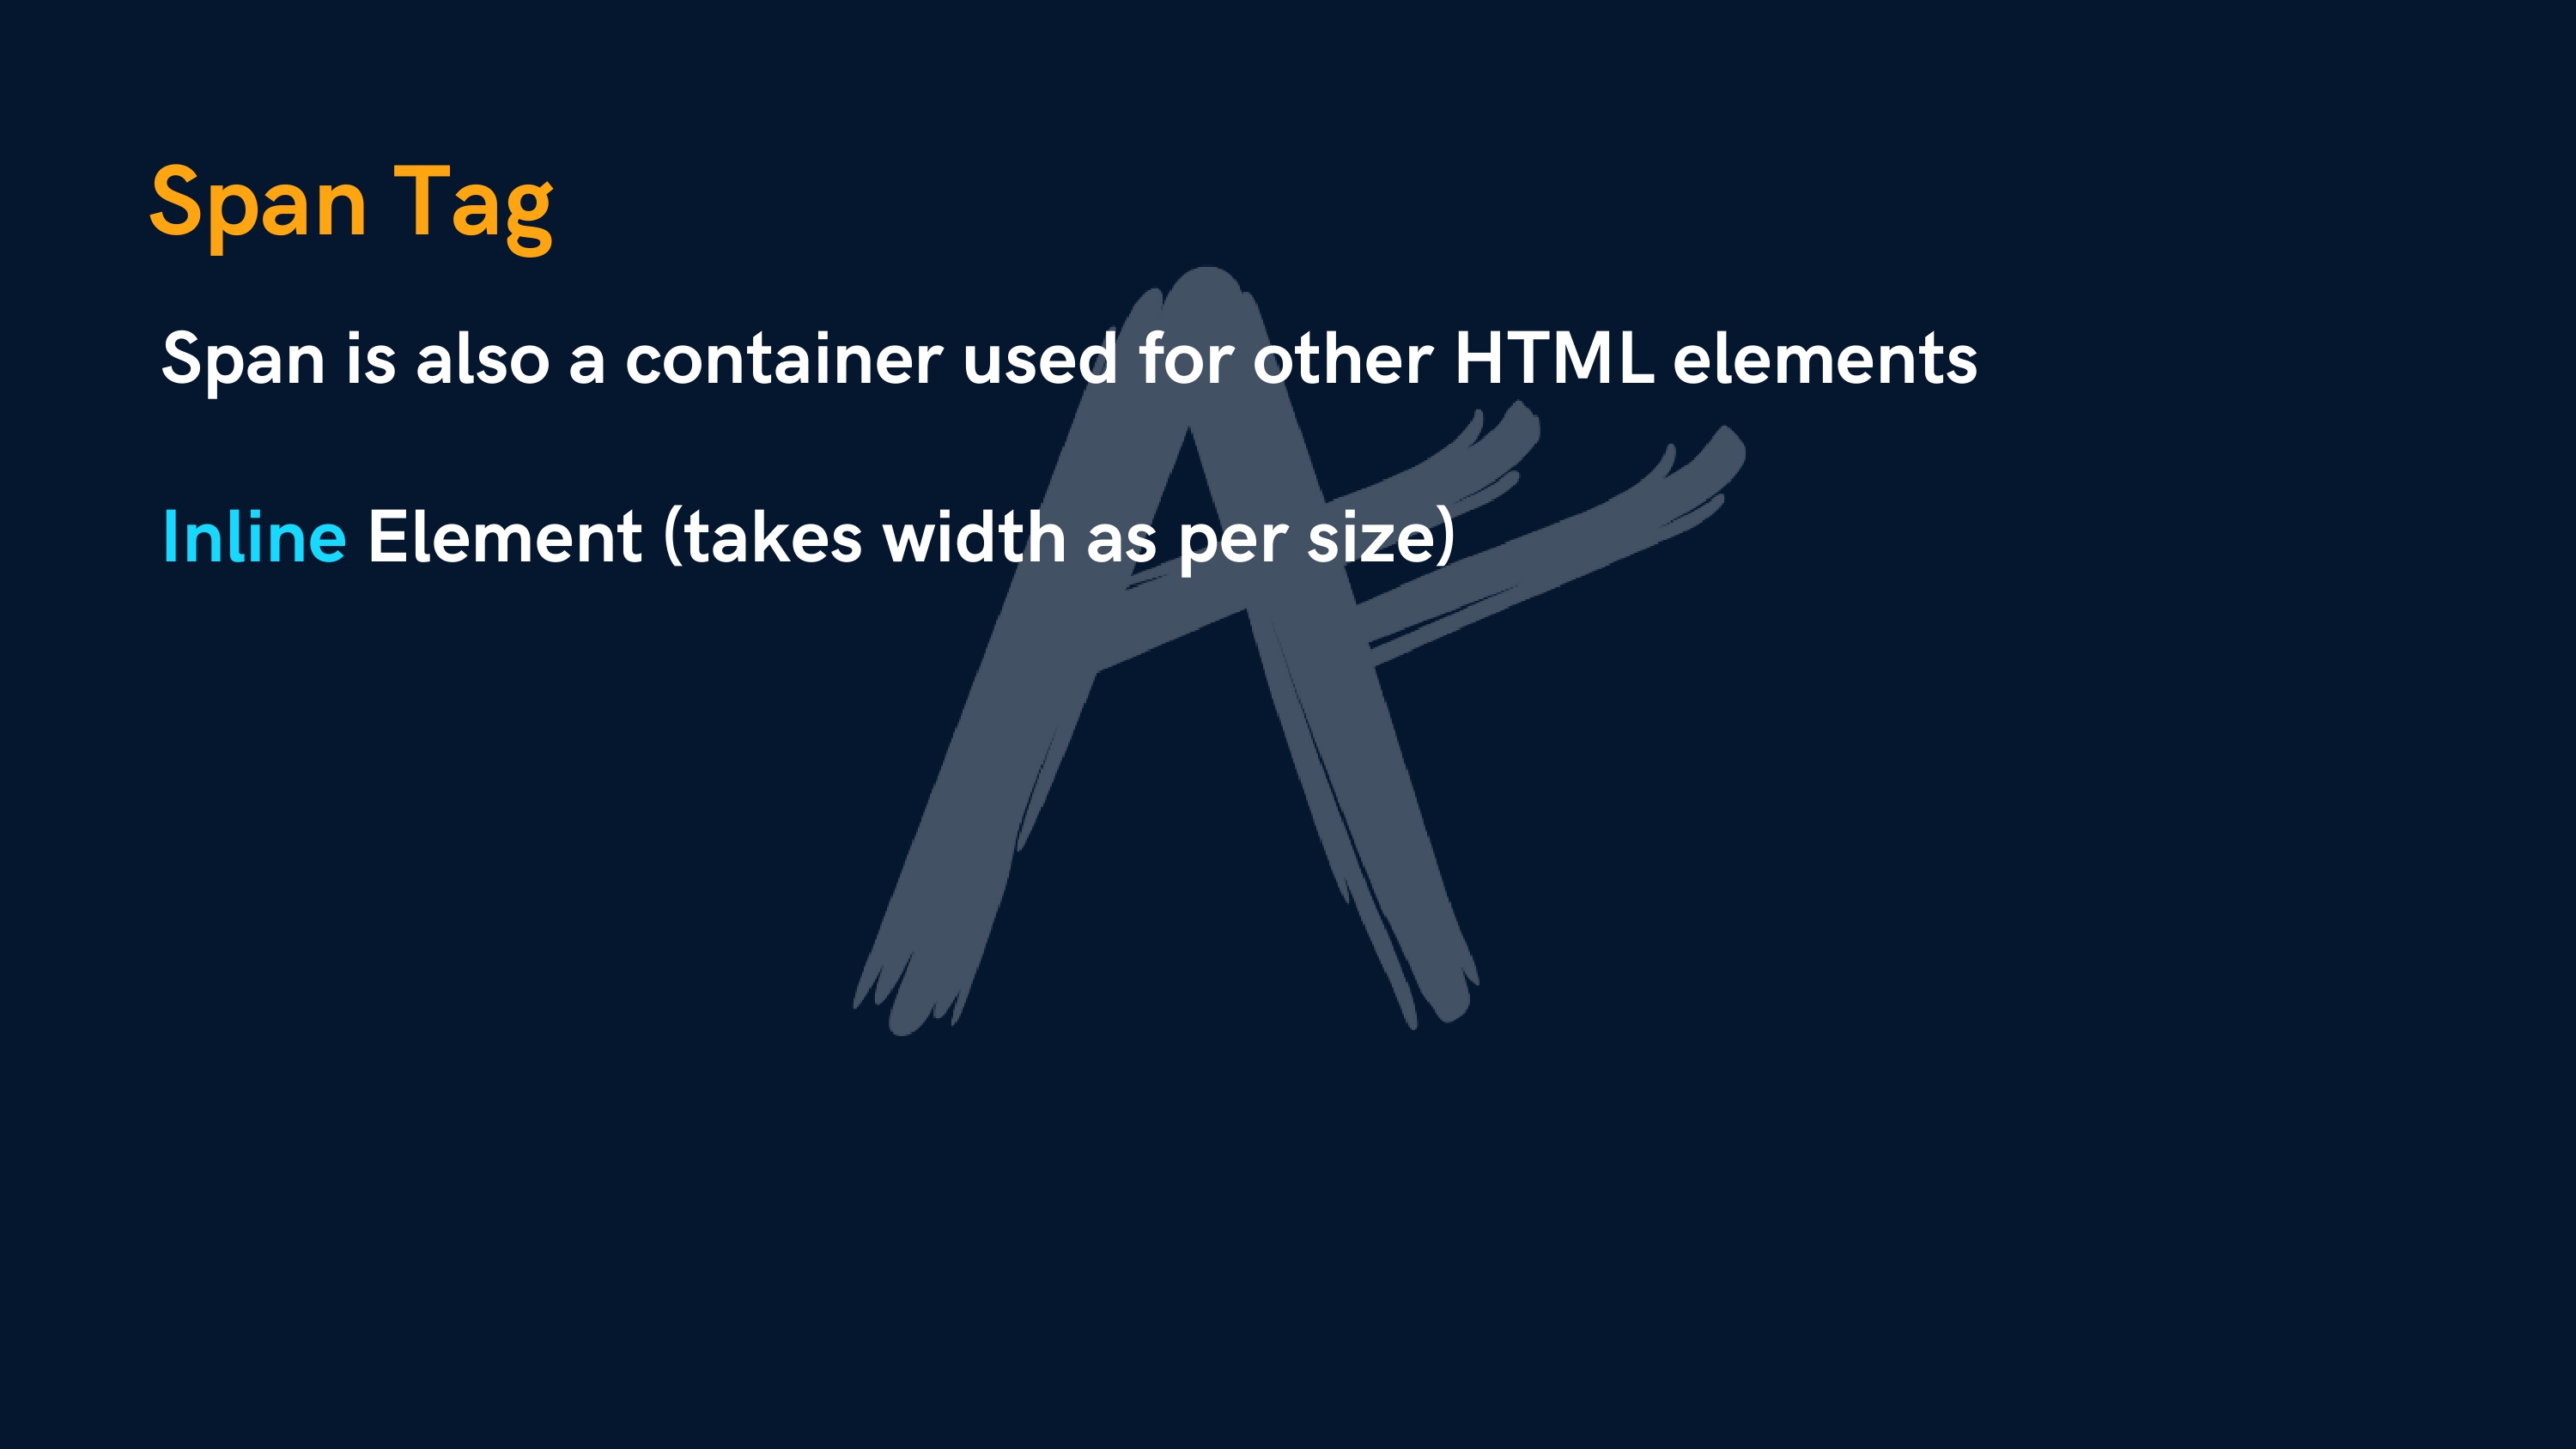 Span Tag
Span is also a container used for other HTML elements
Inline Element (takes width as per size)